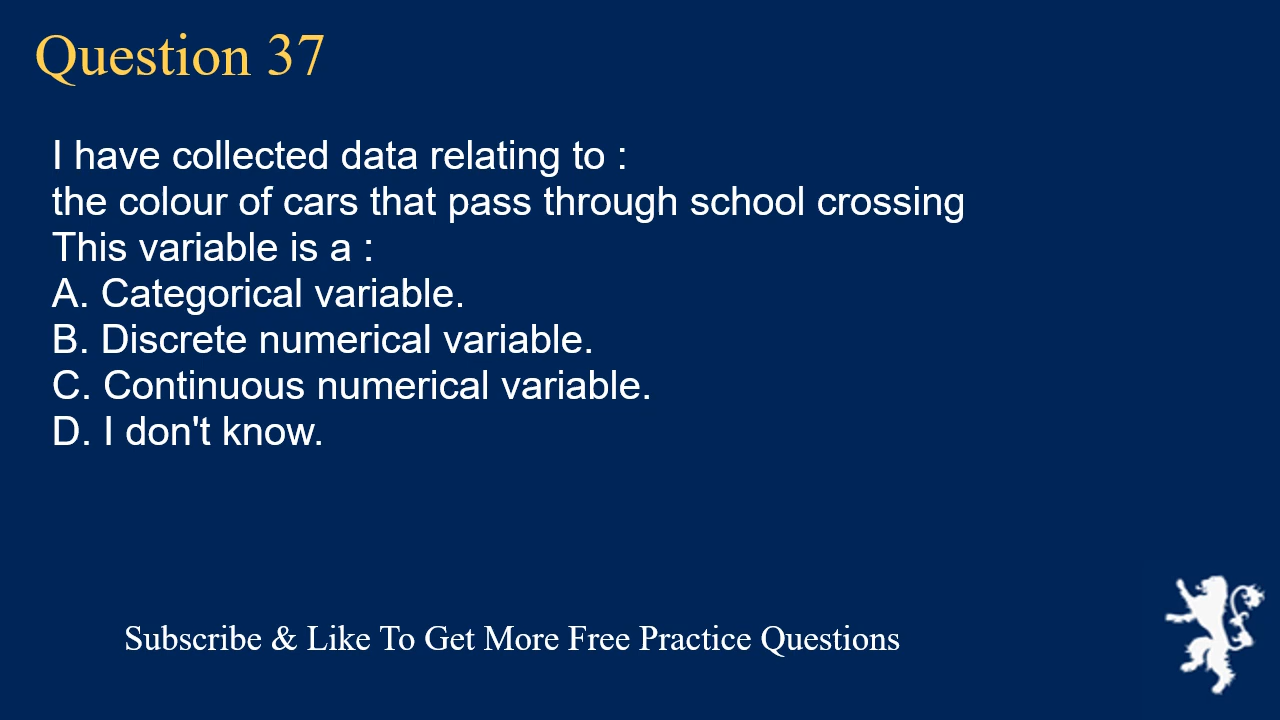 Question 37
I have collected data relating to :
the colour of cars that pass through school crossing
This variable is a :
A. Categorical variable.
B. Discrete numerical variable.
C. Continuous numerical variable.
D. I don't know.
Subscribe & Like To Get More Free Practice Questions